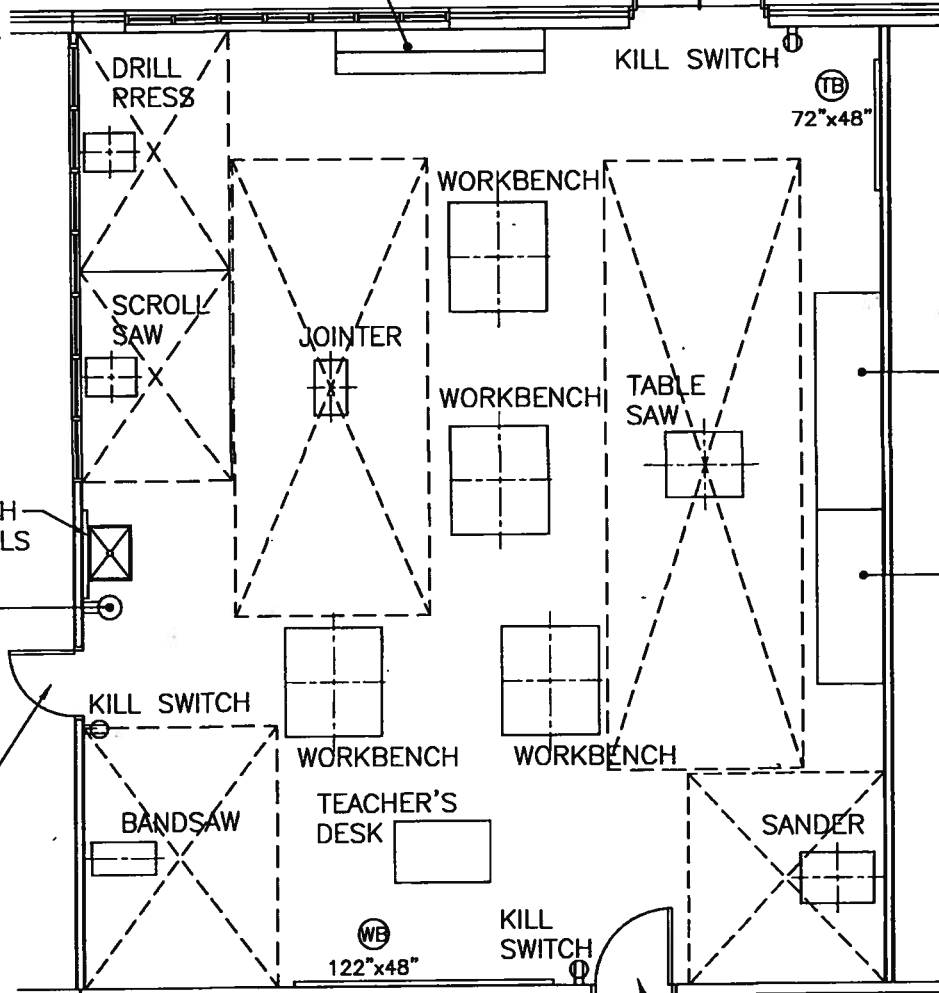 DRILL
RRESS
KILL SWITCH
TB
72"x48"
WORKBENCH
SCROLL
SAW
JOINTER
WORKBENCH
TABLE
SAW
H
LS
KILL SWITCH
WORKBENCH
WORKBENCH
TEACHER'S
DESK
BANDSAW
SANDER
WB
122"x48"
KILL
SWITCH